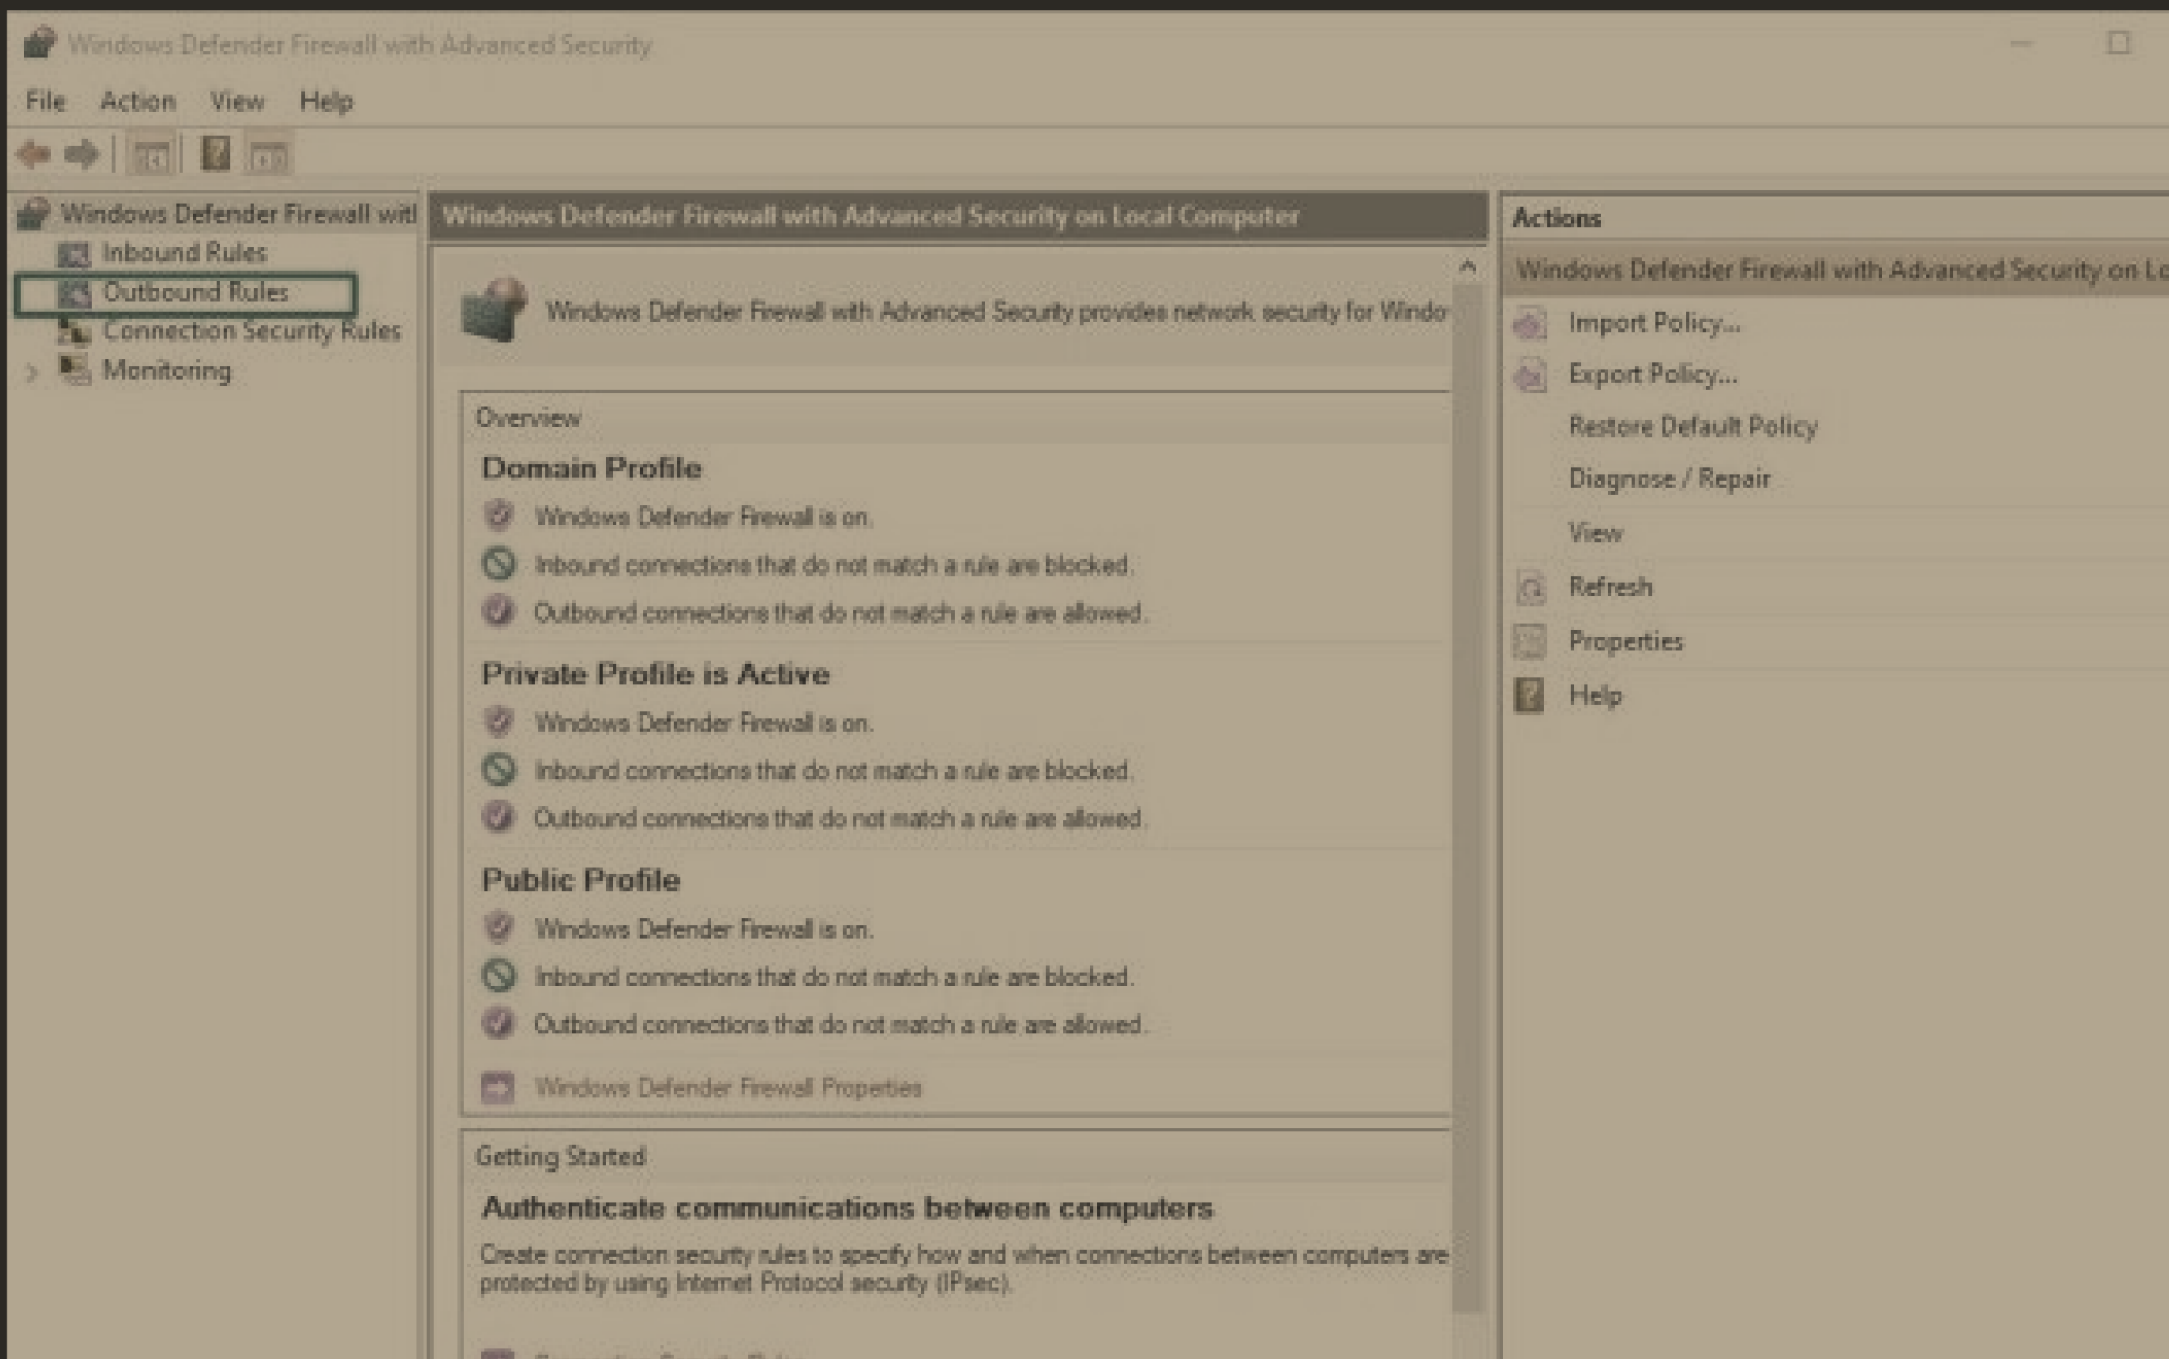 Windows Defender Firewall with Advanced Security
File Action View Help
Windows Defender Firewall wit
Inbound Rules
Outbound Rules
Connection Security Rules
Monitoring
Windows Defender Firewall with Advanced Security on Local Computer
Windows Defender Firewall with Advanced Security provides network security for Windo
Overview
Domain Profile
Windows Defender Firewall is on.
Inbound connections that do not match a rule are blocked.
Outbound connections that do not match a rule are allowed.
Private Profile is Active
Windows Defender Firewall is on.
Inbound connections that do not match a rule are blocked.
Outbound connections that do not match a rule are allowed.
Public Profile
Windows Defender Firewall is on.
Inbound connections that do not match a rule are blocked.
Outbound connections that do not match a rule are allowed.
Windows Defender Firewall Properties
Getting Started
Authenticate communications between computers
Create connection security rules to specify how and when connections between computers are
protected by using Internet Protocol security (IPsec).
Actions
Windows Defender Firewall with Advanced Security on Lo
Import Policy...
Export Policy...
Restore Default Policy
Diagnose / Repair
View
Refresh
Properties
Help